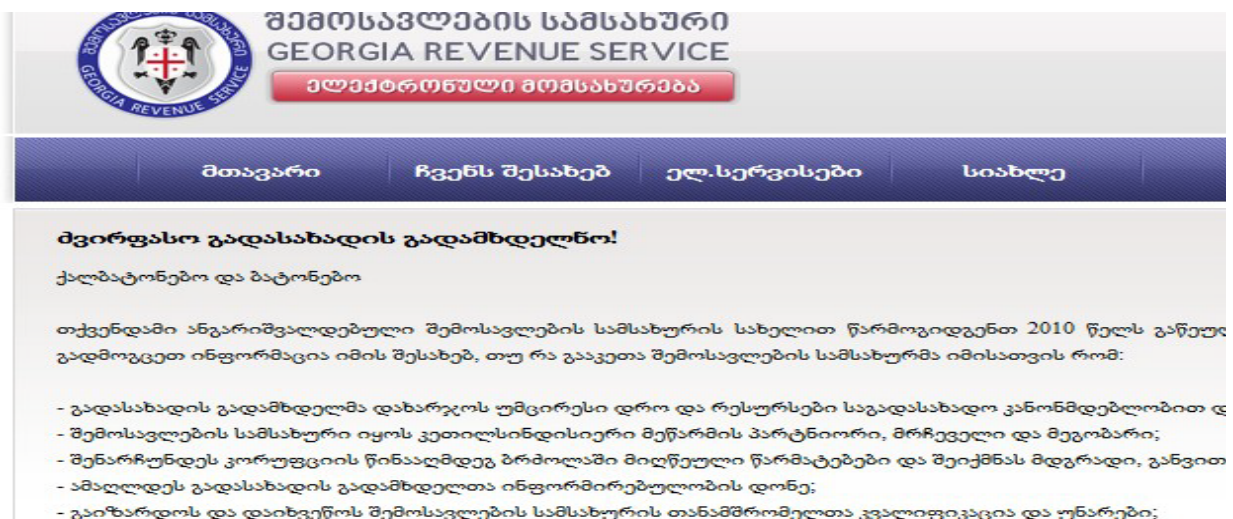 შემოსავლების სამსახური
GEORGIA REVENUE SERVICE
ელექტრონული მომსახურება
GEORGIA REVENUE SERVICE
მთავარი ჩვენს შესახებ ელ.სერვისები სიახლე
ძვირფასო გადასახადის გადამხდელნო!
ქალბატონებო და ბატონებო
თქვენდამი ანგარიშვალდებული შემოსავლების სამსახურის სახელით წარმოგიდგენთ 2010 წელს
გადმოგცეთ ინფორმაცია იმის შესახებ, თუ რა გააკეთა შემოსავლების სამსახურმა იმისათვის რომ:
- გადასახადის გადამხდელმა დახარჯოს უმცირესი დრო და რესურსები საგადასახადო კანონმდებლობით
- შემოსავლების სამსახური იყოს კეთილსინდისიერი მეწარმის პარტნიორი, მრჩეველი და მეგობარი;
- შენარჩუნდეს კორუფციის წინააღმდეგ ბრძოლაში მიღწეული წარმატებები და შეიქმნას მდგრადი,
- ამაღლდეს გადასახადის გადამხდელთა ინფორმირებულობის დონე;
- გაიზარდოს და დაიხვეწოს შემოსავლების სამსახურის თანამშრომელთა კვალიფიკაცია და უნარები;